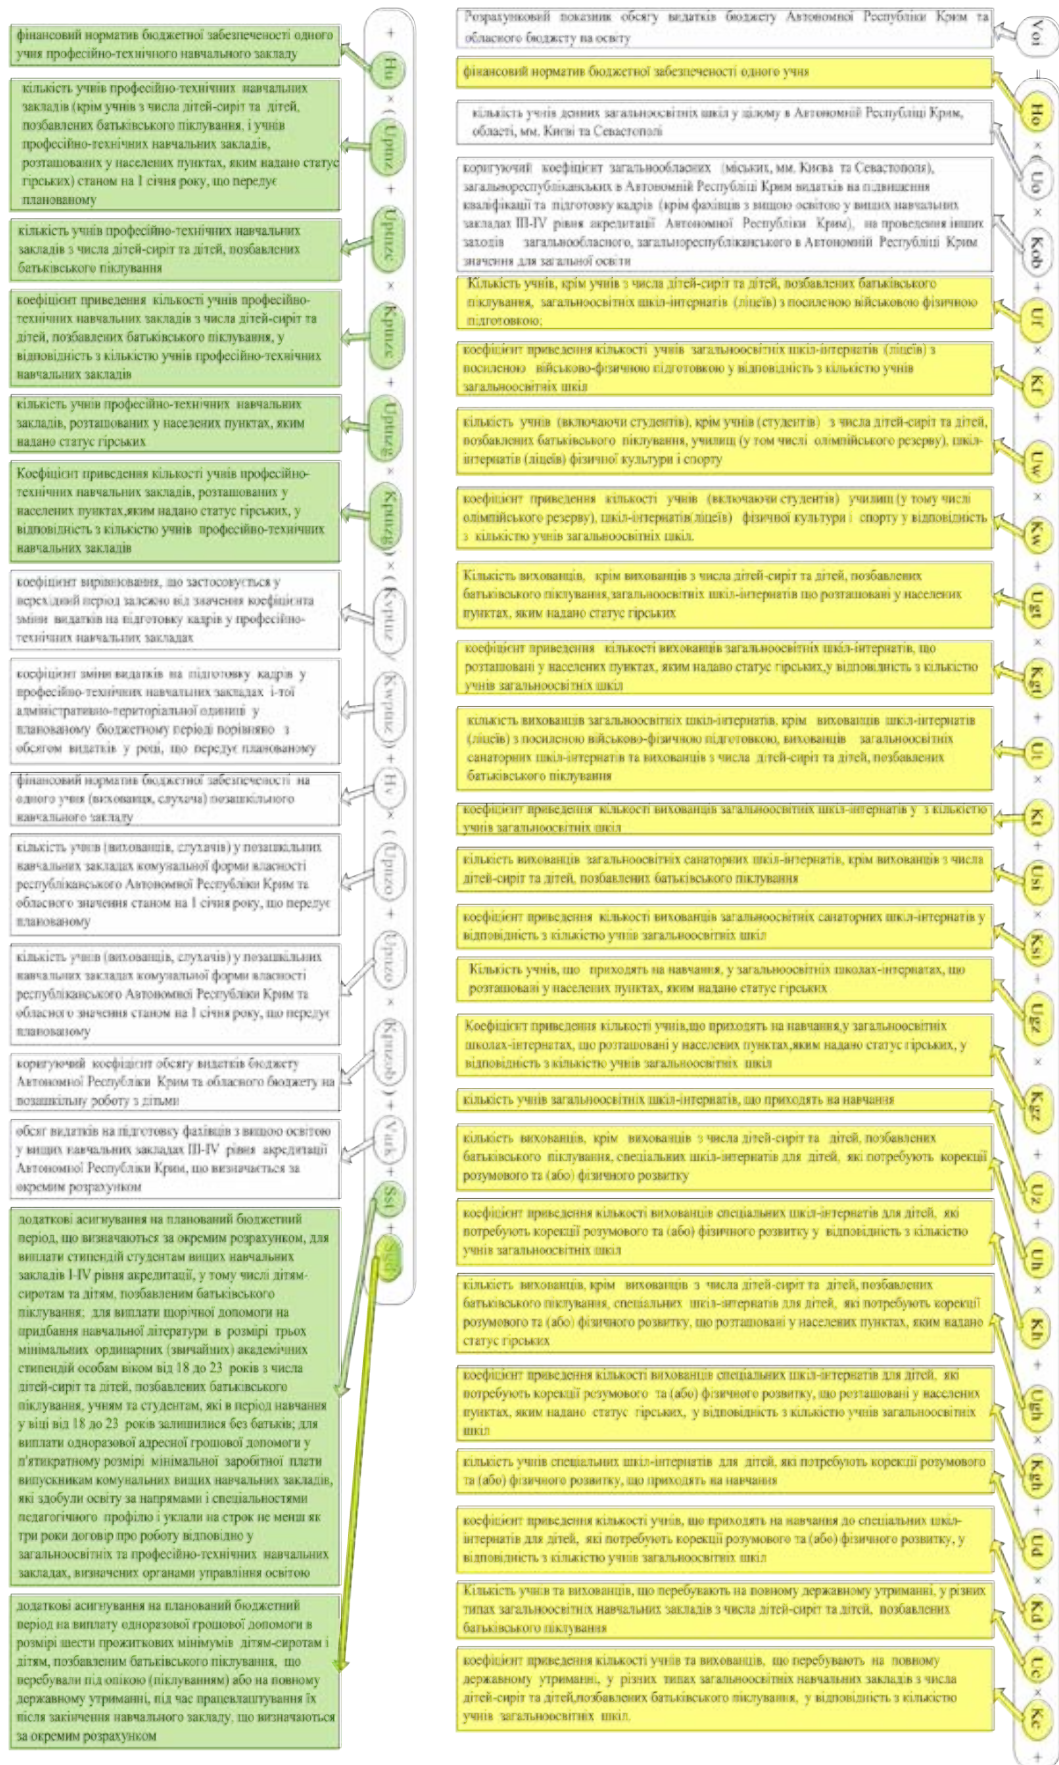 Розрахунковий показник обсягу видатків бюджету Автономної Республіки Крим та
обласного бюджету на освіту
фінансовий норматив бюджетної забезпеченості одного учня
кількість учнів денних загальноосвітніх шкіл у цілому в Автономній Республіці Крим,
області, мм. Києві та Севастополі
коригуючий коефіцієнт загальнообласних (міських, мм. Києва та Севастополя),
загальнореспубліканських в Автономній Республіці Крим видатків на підвищення
кваліфікації та підготовку кадрів (крім фахівців з вищою освітою у вищих навчальних
закладах III-IV рівня акредитації Автономної Республіки Крим), на проведення інших
заходів загальнообласного, загальнореспубліканського в Автономній Республіці Крим
значення для загальної освіти
Кількість учнів, крім учнів з числа дітей-сиріт та дітей, позбавлених батьківського
піклування, загальноосвітніх шкіл-інтернатів (ліцеїв) з посиленою військовою фізичною
підготовкою;
коефіцієнт приведення кількості учнів загальноосвітніх шкіл-інтернатів (ліцеїв) з
посиленою військово-фізичною підготовкою у відповідність з кількістю учнів
загальноосвітніх шкіл
кількість учнів (включаючи студентів), крім учнів (студентів) з числа дітей-сиріт та дітей,
позбавлених батьківського піклування, училищ (у том числі олімпійського резерву), шкіл-
інтернатів (ліцеїв) фізичної культури і спорту
коефіцієнт приведення кількості учнів (включаючи студентів) училищ (у тому числі
олімпійського резерву), шкіл-інтернатів(ліцеїв) фізичної культури і спорту у відповідність
з кількістю учнів загальноосвітніх шкіл.
Кількість вихованців, крім вихованців з числа дітей-сиріт та дітей, позбавлених
батьківського піклування,загальноосвітніх шкіл-інтернатів що розташовані у населених
пунктах, яким надано статус гірських
коефіцієнт приведення кількості вихованців загальноосвітніх шкіл-інтернатів, що
розташовані у населених пунктах, яким надано статус гірських,у відповідність з кількістю
учнів загальноосвітніх шкіл
кількість вихованців загальноосвітніх шкіл-інтернатів, крім вихованців шкіл-інтернатів
(ліцеїв) з посиленою військово-фізичною підготовкою, вихованців загальноосвітніх
санаторних шкіл-інтернатів та вихованців з числа дітей-сиріт та дітей, позбавлених
батьківського піклування
коефіцієнт приведення кількості вихованців загальноосвітніх шкіл-інтернатів у з кількістю
учнів загальноосвітніх шкіл
кількість вихованців загальноосвітніх санаторних шкіл-інтернатів, крім вихованців з числа
дітей-сиріт та дітей, позбавлених батьківського піклування
коефіцієнт приведення кількості вихованців загальноосвітніх санаторних шкіл-інтернатів у
відповідність з кількістю учнів загальноосвітніх шкіл
Кількість учнів, що приходять на навчання, у загальноосвітніх школах-інтернатах, що
розташовані у населених пунктах, яким надано статус гірських
Коефіцієнт приведення кількості учнів,що приходять на навчання,у загальноосвітніх
школах-інтернатах, що розташовані у населених пунктах,яким надано статус гірських, у
відповідність з кількістю учнів загальноосвітніх шкіл
кількість учнів загальноосвітніх шкіл-інтернатів, що приходять на навчання
кількість вихованців, крім вихованців з числа дітей-сиріт та дітей, позбавлених
батьківського піклування, спеціальних шкіл-інтернатів для дітей, які потребують корекції
розумового та (або) фізичного розвитку
коефіцієнт приведення кількості вихованців спеціальних шкіл-інтернатів для дітей, які
потребують корекції розумового та (або) фізичного розвитку у відповідність з кількістю
учнів загальноосвітніх шкіл
кількість вихованців, крім вихованців з числа дітей-сиріт та дітей, позбавлених
батьківського піклування, спеціальних шкіл-інтернатів для дітей, які потребують корекції
розумового та (або) фізичного розвитку, що розташовані у населених пунктах, яким надано
статус гірських
коефіцієнт приведення кількості вихованців спеціальних шкіл-інтернатів для дітей, які
потребують корекції розумового та (або) фізичного розвитку, що розташовані у населених
пунктах, яким надано статус гірських, у відповідність з кількістю учнів загальноосвітніх
шкіл
кількість учнів спеціальних шкіл-інтернатів для дітей, які потребують корекції розумового
та (або) фізичного розвитку, що приходять на навчання
коефіцієнт приведення кількості учнів, що приходять на навчання до спеціальних шкіл-
інтернатів для дітей, які потребують корекції розумового та (або) фізичного розвитку, у
відповідність з кількістю учнів загальноосвітніх шкіл
Кількість учнів та вихованців, що перебувають на повному державному утриманні, у різних
типах загальноосвітніх навчальних закладів з числа дітей-сиріт та дітей, позбавлених
батьківського піклування
коефіцієнт приведення кількості учнів та вихованців, що перебувають на повному
державному утриманні, у різних типах загальноосвітніх навчальних закладів з числа
дітей-сиріт та дітей,позбавлених батьківського піклування, у відповідність з кількістю
учнів загальноосвітніх шкіл.
Voi = Ho × ( Uo × Kob + Uf × Kf + Uw × Kw + Ugt × Kgt + Ut × Kt + Usi × Ksi + Ugz × Kgz + Uz + Uh × Kh + Ugh × Kgh + Ud × Kd + Uc × Kc +
фінансовий норматив бюджетної забезпеченості одного
учня професійно-технічного навчального закладу
кількість учнів професійно-технічних навчальних
закладів (крім учнів з числа дітей-сиріт та дітей,
позбавлених батьківського піклування, і учнів
професійно-технічних навчальних закладів,
розташованих у населених пунктах, яким надано статус
гірських) станом на 1 січня року, що передує
планованому
кількість учнів професійно-технічних навчальних
закладів з числа дітей-сиріт та дітей, позбавлених
батьківського піклування
коефіцієнт приведення кількості учнів професійно-
технічних навчальних закладів з числа дітей-сиріт та
дітей, позбавлених батьківського піклування, у
відповідність з кількістю учнів професійно-технічних
навчальних закладів
кількість учнів професійно-технічних навчальних
закладів, розташованих у населених пунктах, яким
надано статус гірських
Коефіцієнт приведення кількості учнів професійно-
технічних навчальних закладів, розташованих у
населених пунктах,яким надано статус гірських, у
відповідність з кількістю учнів професійно-технічних
навчальних закладів
коефіцієнт вирівнювання, що застосовується у
перехідний період залежно від значення коефіцієнта
зміни видатків на підготовку кадрів у професійно-
технічних навчальних закладах
коефіцієнт зміни видатків на підготовку кадрів у
професійно-технічних навчальних закладах і-тої
адміністративно-територіальної одиниці у
планованому бюджетному періоді порівняно з
обсягом видатків у році, що передує планованому
фінансовий норматив бюджетної забезпеченості на
одного учня (вихованця, слухача) позашкільного
навчального закладу
кількість учнів (вихованців, слухачів) у позашкільних
навчальних закладах комунальної форми власності
республіканського Автономної Республіки Крим та
обласного значення станом на 1 січня року, що передує
планованому
кількість учнів (вихованців, слухачів) у позашкільних
навчальних закладах комунальної форми власності
республіканського Автономної Республіки Крим та
обласного значення станом на 1 січня року, що передує
планованому
коригуючий коефіцієнт обсягу видатків бюджету
Автономної Республіки Крим та обласного бюджету на
позашкільну роботу з дітьми
обсяг видатків на підготовку фахівців з вищою освітою
у вищих навчальних закладах III-IV рівня акредитації
Автономної Республіки Крим, що визначається за
окремим розрахунком
додаткові асигнування на планований бюджетний
період, що визначаються за окремим розрахунком, для
виплати стипендій студентам вищих навчальних
закладів I-IV рівня акредитації, у тому числі дітям-
сиротам та дітям, позбавленим батьківського
піклування; для виплати щорічної допомоги на
придбання навчальної літератури в розмірі трьох
мінімальних ординарних (звичайних) академічних
стипендій особам віком від 18 до 23 років з числа
дітей-сиріт та дітей, позбавлених батьківського
піклування, учням та студентам, які в період навчання
у віці від 18 до 23 років залишилися без батьків; для
виплати одноразової адресної грошової допомоги у
п'ятикратному розмірі мінімальної заробітної плати
випускникам комунальних вищих навчальних закладів,
які здобули освіту за напрямами і спеціальностями
педагогічного профілю і уклали на строк не менш як
три роки договір про роботу відповідно у
загальноосвітніх та професійно-технічних навчальних
закладах, визначених органами управління освітою
додаткові асигнування на планований бюджетний
період на виплату одноразової грошової допомоги в
розмірі шести прожиткових мінімумів дітям-сиротам і
дітям, позбавленим батьківського піклування, що
перебували під опікою (піклуванням) або на повному
державному утриманні, під час працевлаштування їх
після закінчення навчального закладу, що визначаються
за окремим розрахунком
+ Hu × ( Uptnz + Uptnzc × Kptnzc + Uptnzg × Kptnzg ) × ( Kvptnz / Kwptnz ) + Hv × ( Upnzo + Upnzo × Kpnzob ) + Vark + Sst +